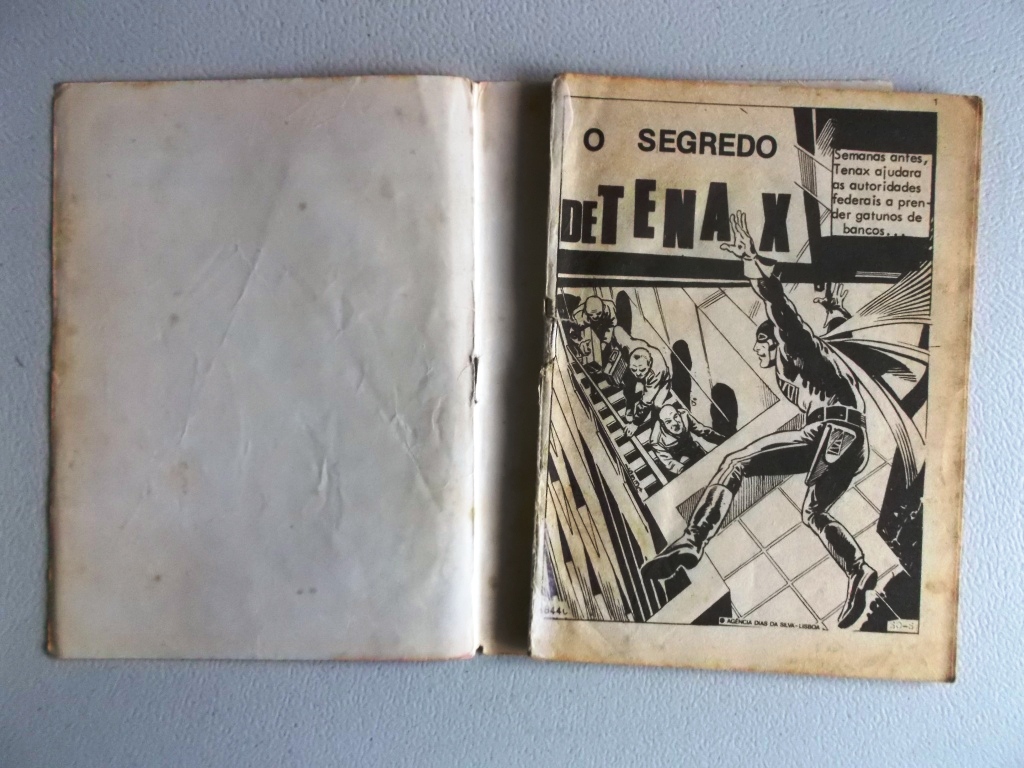 1
O SEGREDO
DE TENAX
Semanas antes,
Tenax ajudara
as autoridades
federais a pren-
der gatunos de
bancos...
© AGÊNCIA DIAS DA SILVA - LISBOA